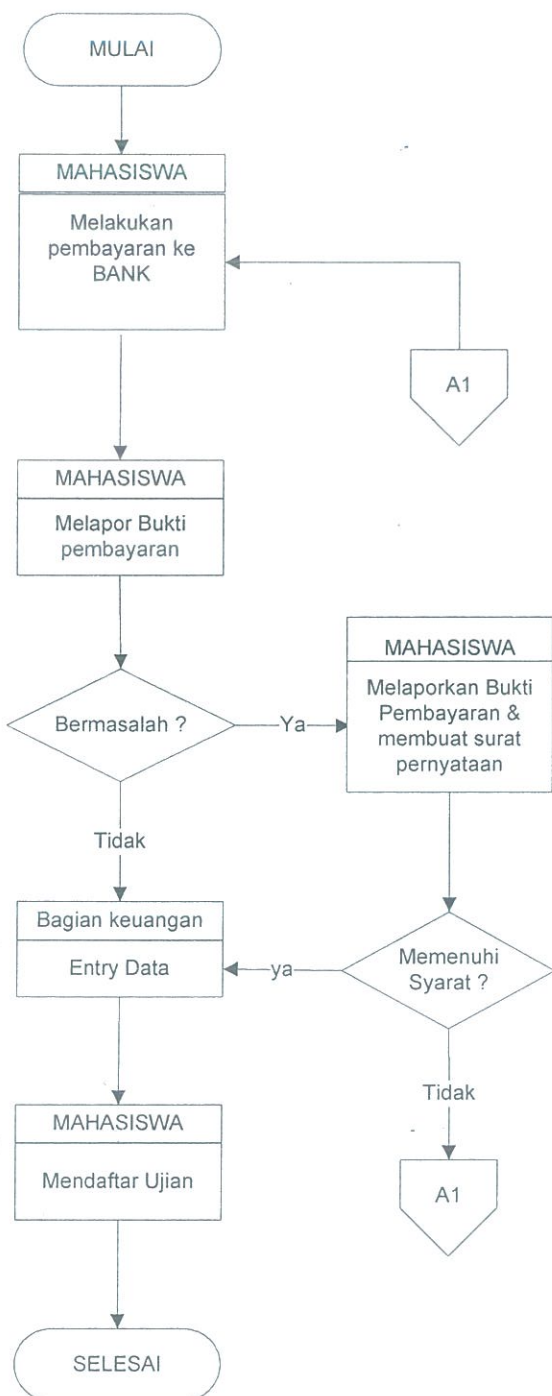 MULAI
MAHASISWA
Melakukan
pembayaran ke
BANK
A1
MAHASISWA
Melapor Bukti
pembayaran
MAHASISWA
Melaporkan Bukti
Pembayaran &
membuat surat
pernyataan
Bermasalah ?
Ya
Tidak
Bagian keuangan
Entry Data
ya
Memenuhi
Syarat ?
Tidak
MAHASISWA
Mendaftar Ujian
A1
SELESAI